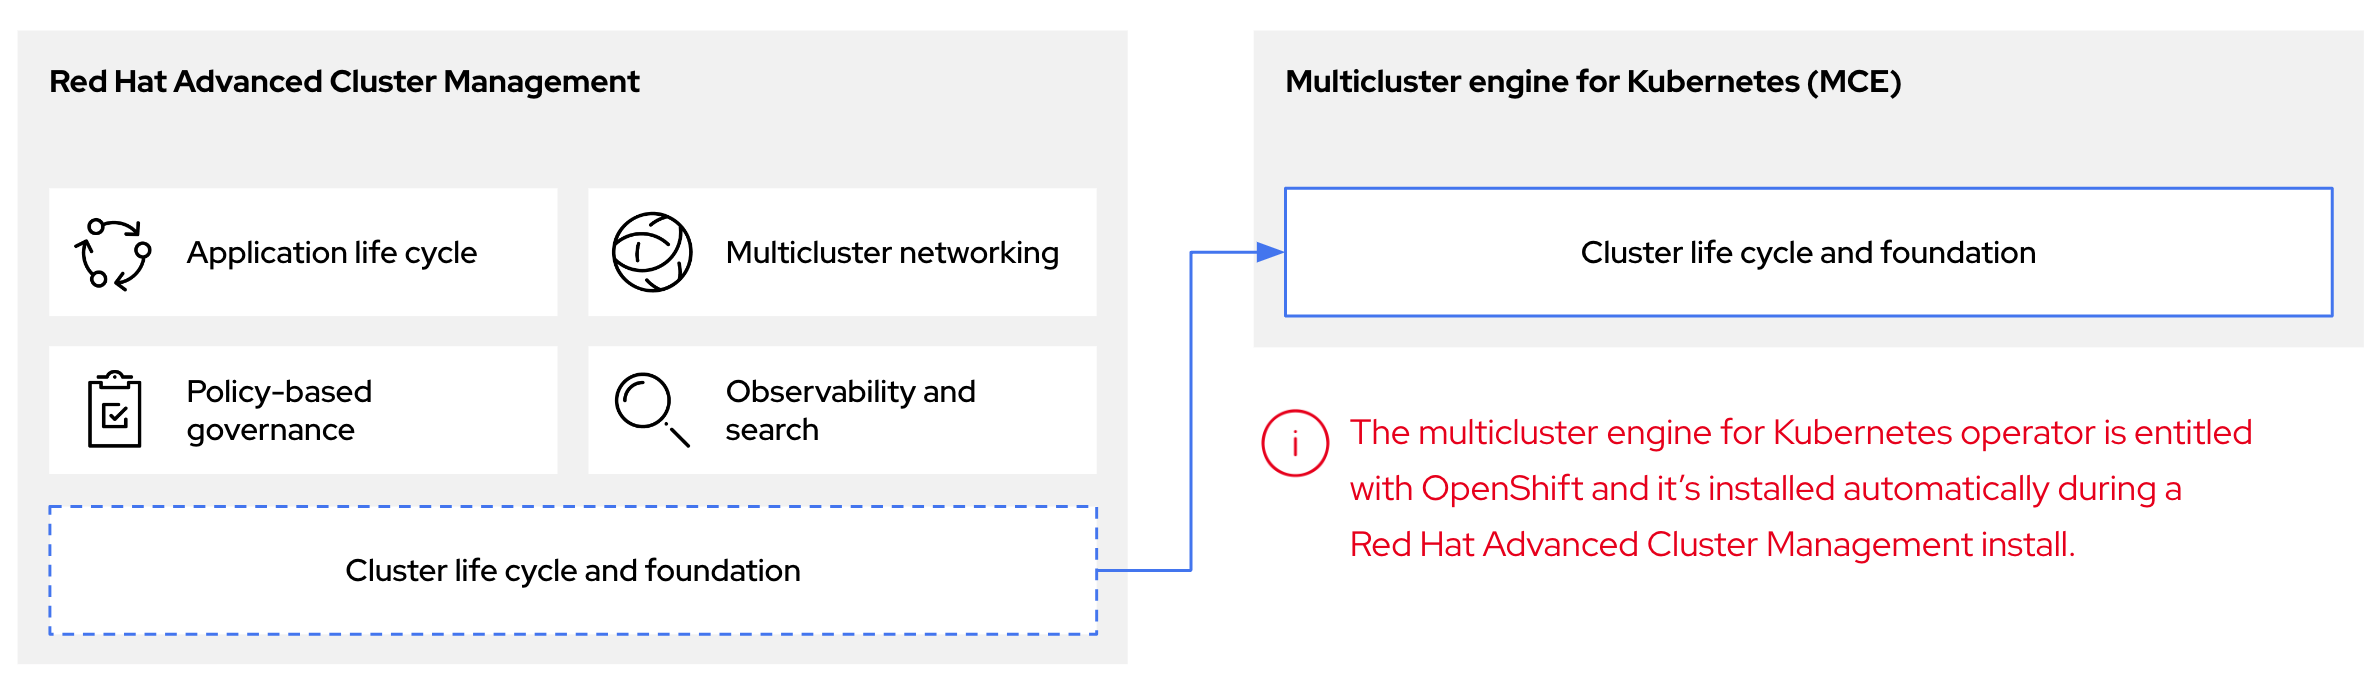 Red Hat Advanced Cluster Management
Application life cycle
Multicluster networking
Policy-based
governance
Observability and
search
Cluster life cycle and foundation
Multicluster engine for Kubernetes (MCE)
Cluster life cycle and foundation
i
The multicluster engine for Kubernetes operator is entitled
with OpenShift and it’s installed automatically during a
Red Hat Advanced Cluster Management install.